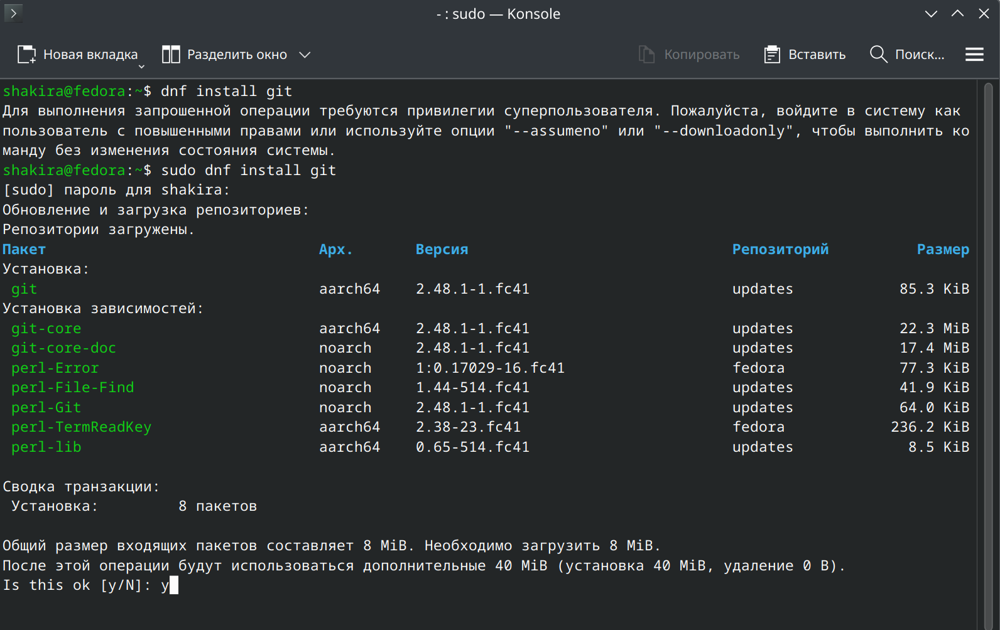 - : sudo — Konsole
Новая вкладка Разделить окно Копировать Вставить Поиск...
shakira@fedora:~$ dnf install git
Для выполнения запрошенной операции требуются привилегии суперпользователя. Пожалуйста, войдите в систему как
пользователь с повышенными правами или используйте опции "--assumeno" или "--downloadonly", чтобы выполнить ко
манду без изменения состояния системы.
shakira@fedora:~$ sudo dnf install git
[sudo] пароль для shakira:
Обновление и загрузка репозиториев:
Репозитории загружены.
Пакет Арх. Версия Репозиторий Размер
Установка:
git aarch64 2.48.1-1.fc41 updates 85.3 KiB
Установка зависимостей:
git-core aarch64 2.48.1-1.fc41 updates 22.3 MiB
git-core-doc noarch 2.48.1-1.fc41 updates 17.4 MiB
perl-Error noarch 1:0.17029-16.fc41 fedora 77.3 KiB
perl-File-Find noarch 1.44-514.fc41 updates 41.9 KiB
perl-Git noarch 2.48.1-1.fc41 updates 64.0 KiB
perl-TermReadKey aarch64 2.38-23.fc41 fedora 236.2 KiB
perl-lib aarch64 0.65-514.fc41 updates 8.5 KiB
Сводка транзакции:
Установка: 8 пакетов
Общий размер входящих пакетов составляет 8 MiB. Необходимо загрузить 8 MiB.
После этой операции будут использоваться дополнительные 40 MiB (установка 40 MiB, удаление 0 B).
Is this ok [y/N]: y